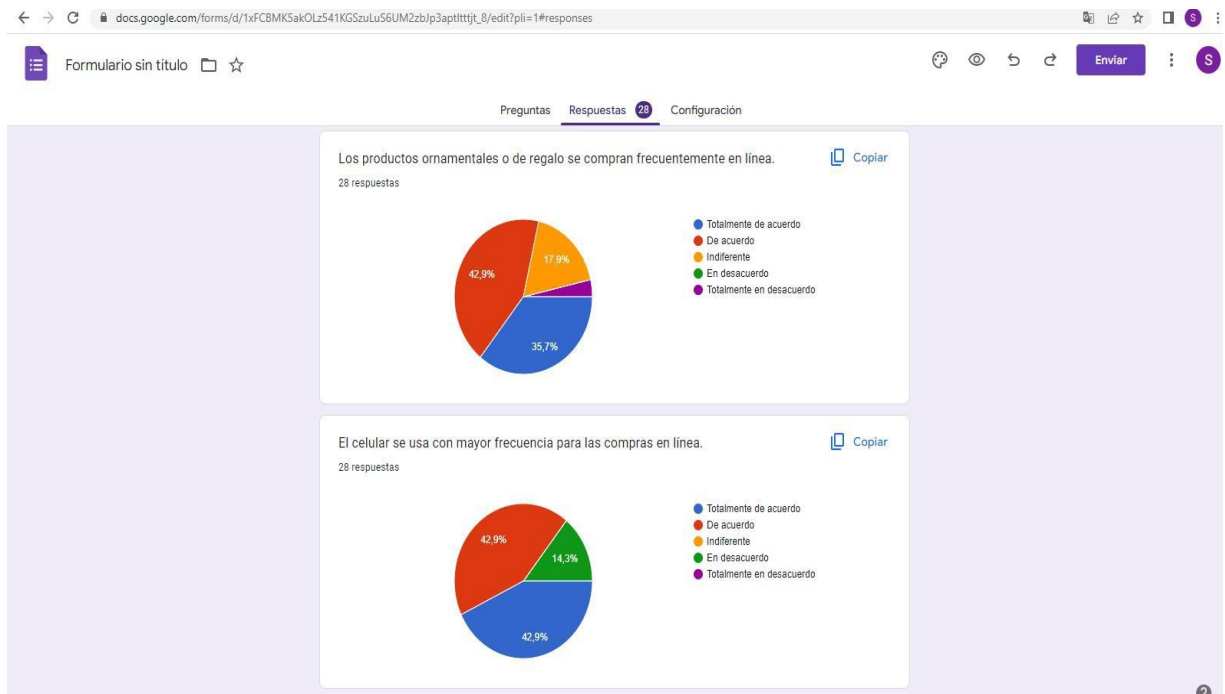 docs.google.com/forms/d/1xFCBMK5akOLz541KGSzuLuS6UM2zbJp3aptItttjt_8/edit?pli=1#responses
S
Formulario sin título
Enviar
S
Preguntas Respuestas 28 Configuración
Los productos ornamentales o de regalo se compran frecuentemente en línea.
Copiar
28 respuestas
Totalmente de acuerdo
De acuerdo
Indiferente
En desacuerdo
Totalmente en desacuerdo
17,9%
42,9%
35,7%
El celular se usa con mayor frecuencia para las compras en línea.
Copiar
28 respuestas
Totalmente de acuerdo
De acuerdo
Indiferente
En desacuerdo
Totalmente en desacuerdo
42,9%
14,3%
42,9%
?